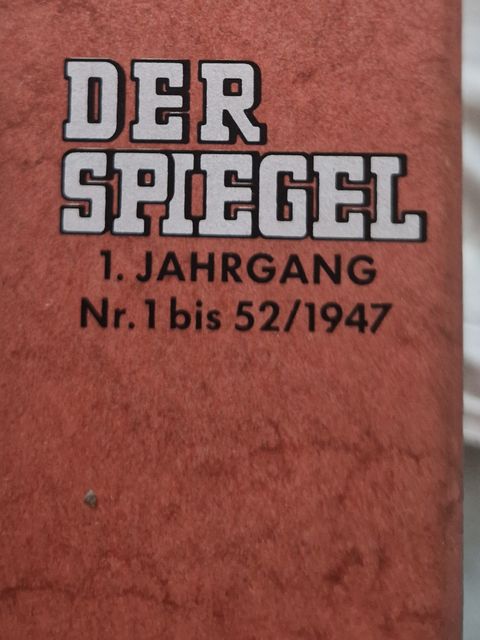 DER
SPIEGEL
1. JAHRGANG
Nr. 1 bis 52/1947